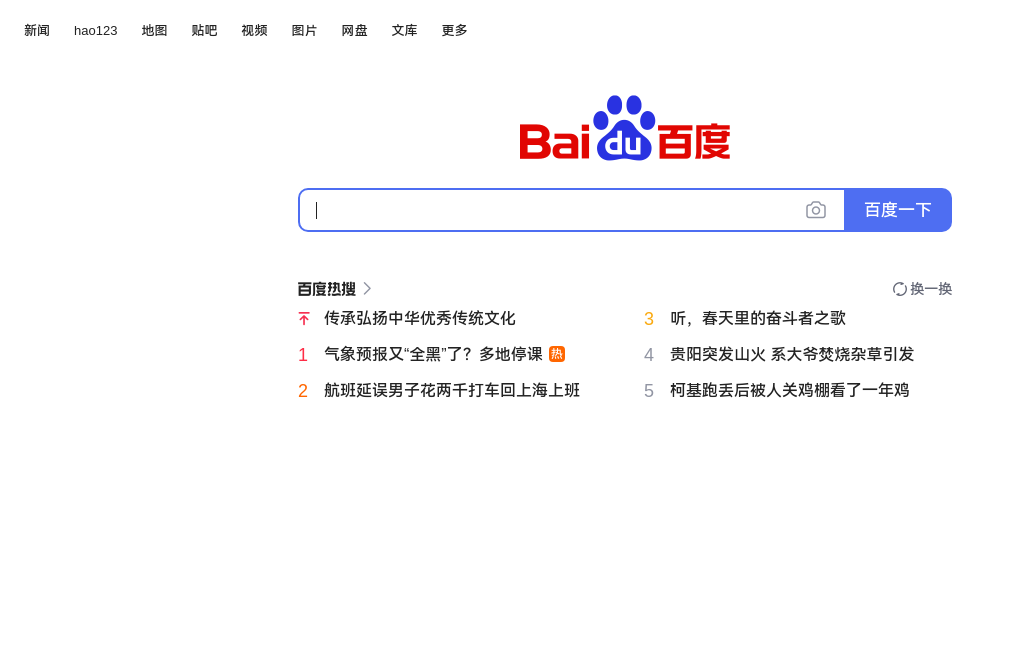 新闻 hao123 地图 贴吧 视频 图片 网盘 文库 更多
Baidu百度
百度一下
百度热搜 换一换
传承弘扬中华优秀传统文化
1 气象预报又“全黑”了？多地停课 热
2 航班延误男子花两千打车回上海上班
3 听，春天里的奋斗者之歌
4 贵阳突发山火 系大爷焚烧杂草引发
5 柯基跑丢后被人关鸡棚看了一年鸡